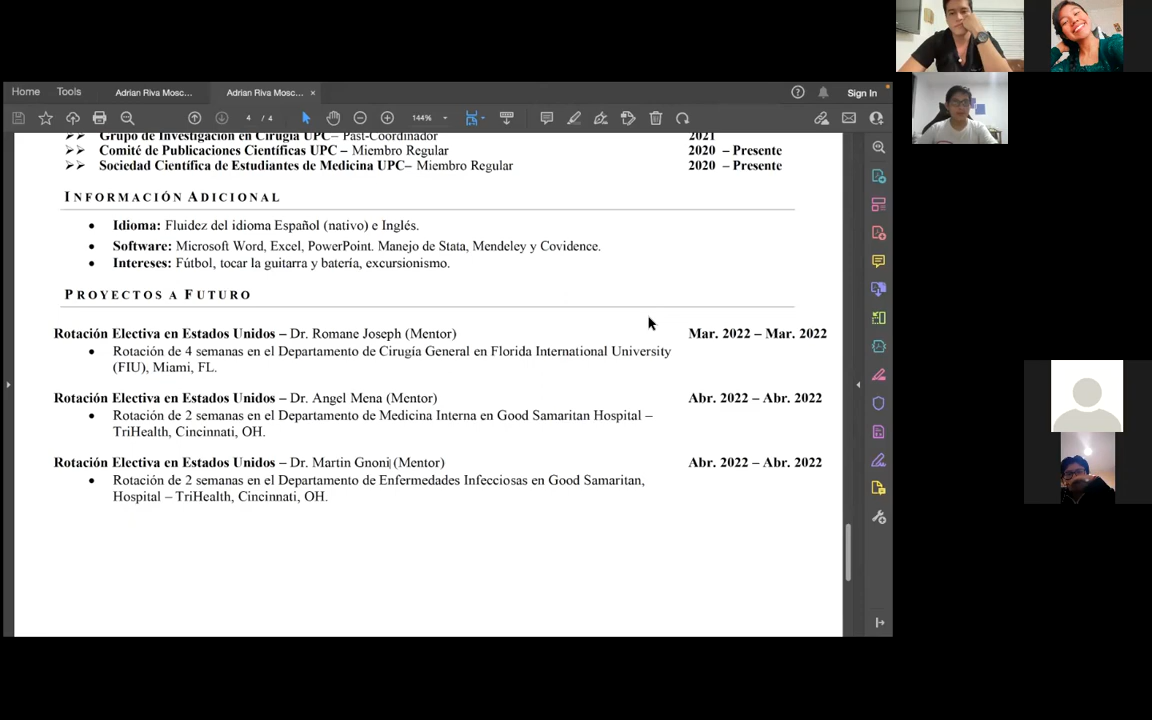 Home Tools Adrian Riva Mosc... Adrian Riva Mosc... × Sign In
4 / 4 144%
Grupo de Investigación en Cirugía UPC– Past-Coordinador 2021
Comité de Publicaciones Científicas UPC – Miembro Regular 2020 – Presente
Sociedad Científica de Estudiantes de Medicina UPC– Miembro Regular 2020 – Presente
INFORMACIÓN ADICIONAL
Idioma: Fluidez del idioma Español (nativo) e Inglés.
Software: Microsoft Word, Excel, PowerPoint. Manejo de Stata, Mendeley y Covidence.
Intereses: Fútbol, tocar la guitarra y batería, excursionismo.
PROYECTOS A FUTURO
Rotación Electiva en Estados Unidos – Dr. Romane Joseph (Mentor) Mar. 2022 – Mar. 2022
Rotación de 4 semanas en el Departamento de Cirugía General en Florida International University
(FIU), Miami, FL.
Rotación Electiva en Estados Unidos – Dr. Angel Mena (Mentor) Abr. 2022 – Abr. 2022
Rotación de 2 semanas en el Departamento de Medicina Interna en Good Samaritan Hospital –
TriHealth, Cincinnati, OH.
Rotación Electiva en Estados Unidos – Dr. Martin Gnoni (Mentor) Abr. 2022 – Abr. 2022
Rotación de 2 semanas en el Departamento de Enfermedades Infecciosas en Good Samaritan,
Hospital – TriHealth, Cincinnati, OH.